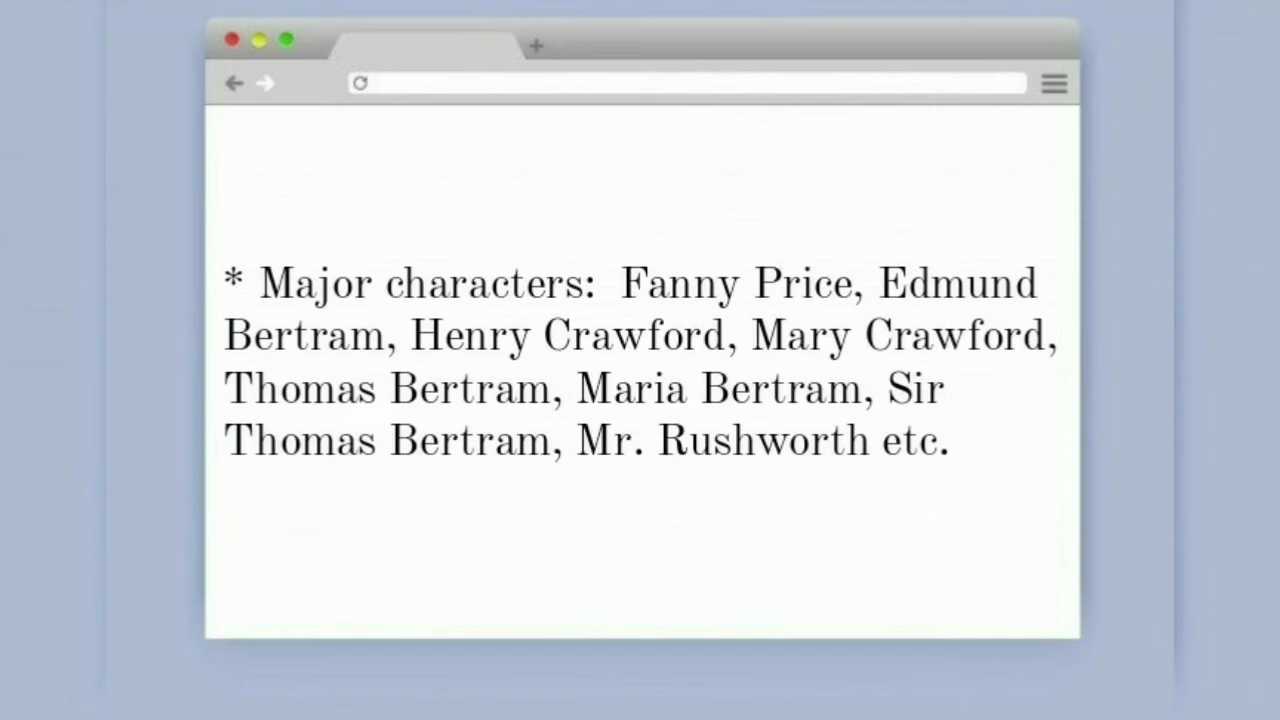 * Major characters:  Fanny Price, Edmund
Bertram, Henry Crawford, Mary Crawford,
Thomas Bertram, Maria Bertram, Sir
Thomas Bertram, Mr. Rushworth etc.